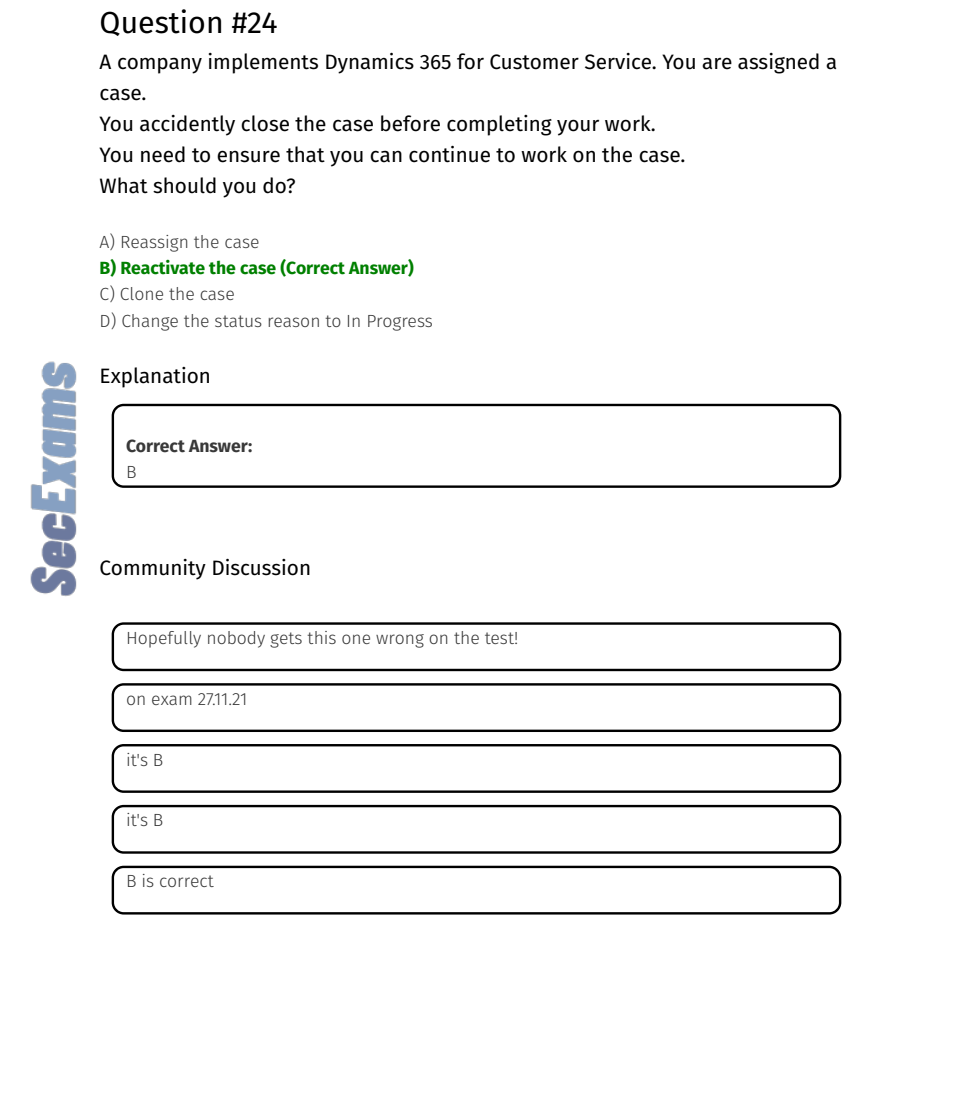 Question #24
A company implements Dynamics 365 for Customer Service. You are assigned a
case.
You accidently close the case before completing your work.
You need to ensure that you can continue to work on the case.
What should you do?
A) Reassign the case
B) Reactivate the case (Correct Answer)
C) Clone the case
D) Change the status reason to In Progress
SecExams
Explanation
Correct Answer:
B
Community Discussion
Hopefully nobody gets this one wrong on the test!
on exam 27.11.21
it's B
it's B
B is correct